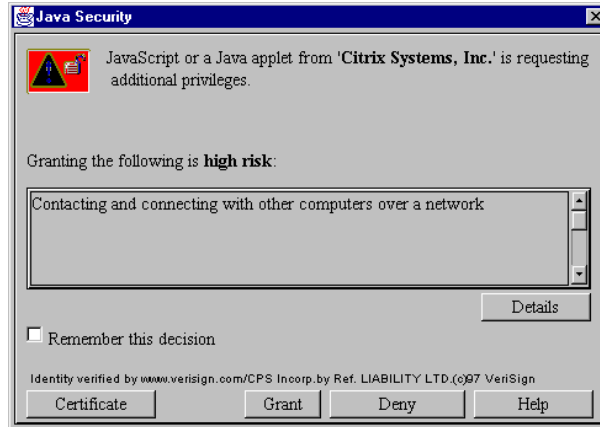 Java Security
JavaScript or a Java applet from 'Citrix Systems, Inc.' is requesting
additional privileges.
Granting the following is high risk:
Contacting and connecting with other computers over a network
Details
Remember this decision
Identity verified by www.verisign.com/CPS Incorp.by Ref. LIABILITY LTD.(c)97 VeriSign
Certificate Grant Deny Help